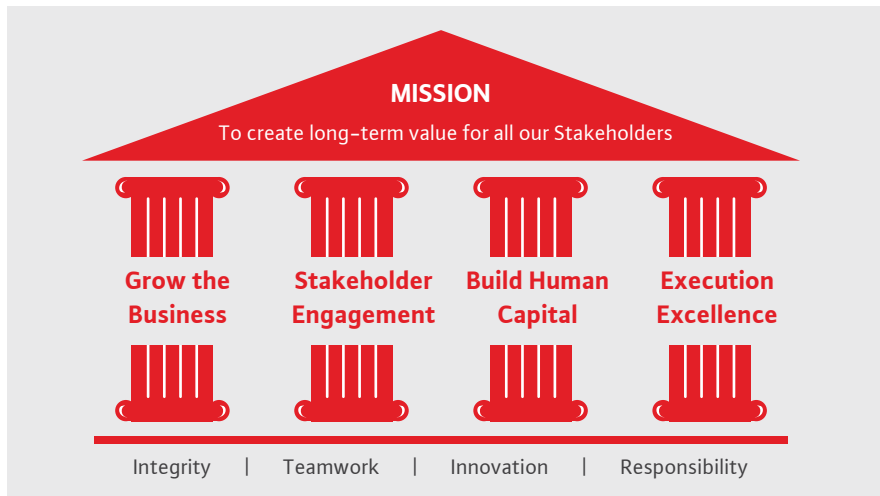 MISSION
To create long-term value for all our Stakeholders
Grow the
Business
Stakeholder
Engagement
Build Human
Capital
Execution
Excellence
Integrity | Teamwork | Innovation | Responsibility